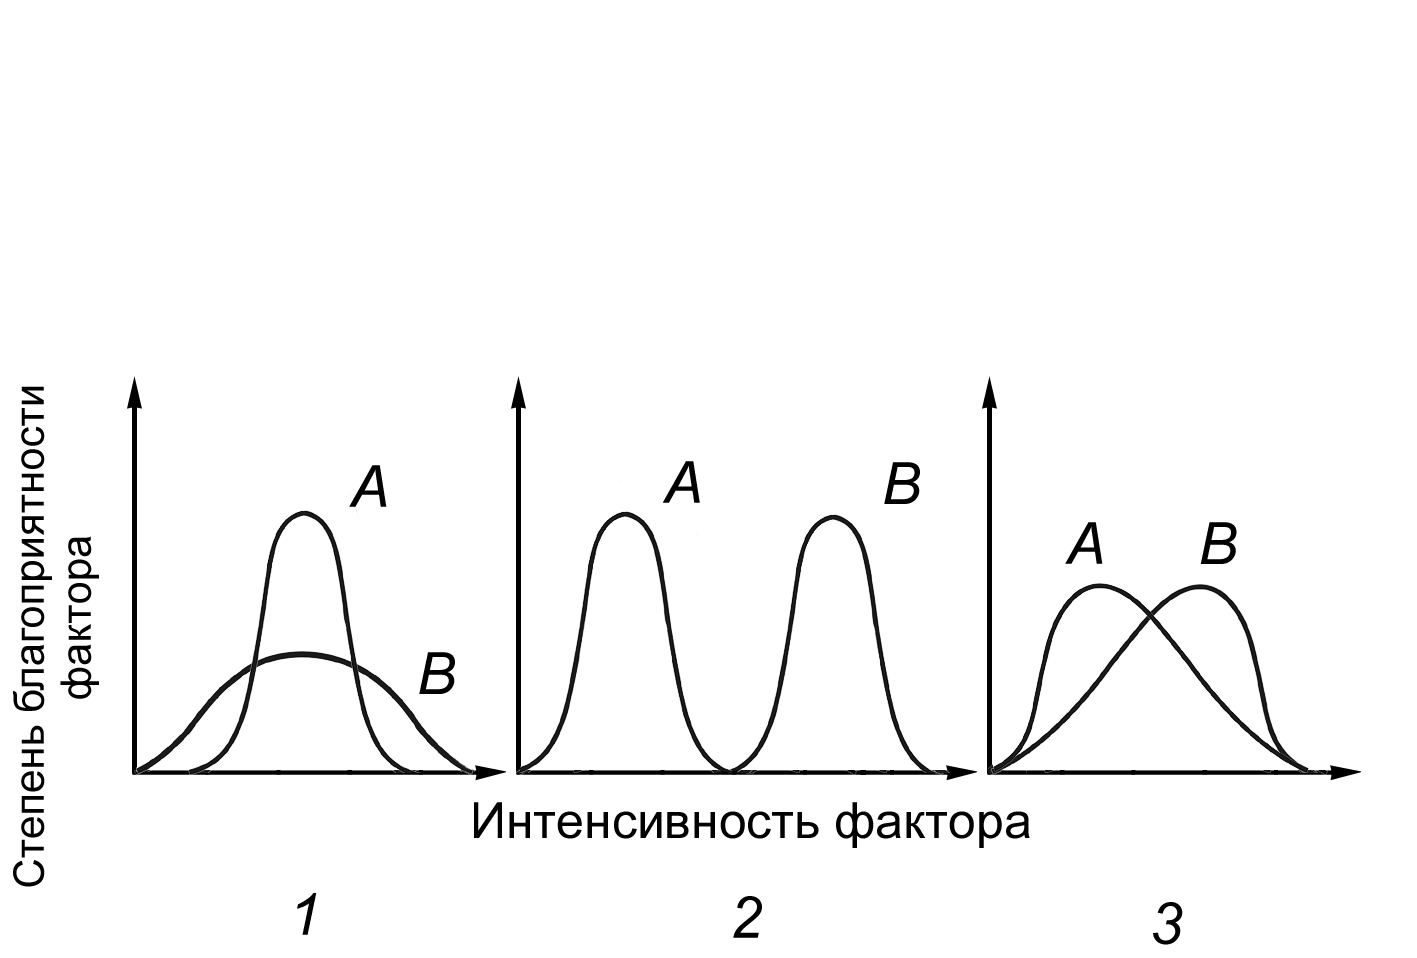 Степень благоприятности
фактора
A
B
A
B
A
B
Интенсивность фактора
1
2
3